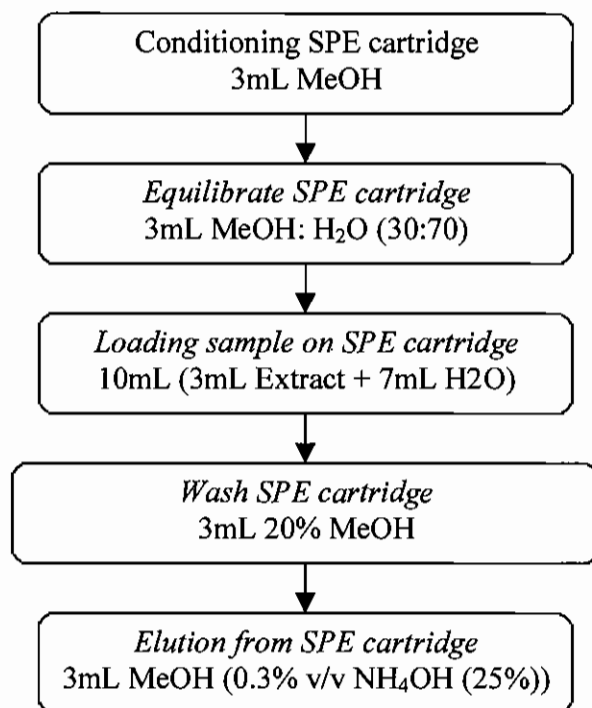 Conditioning SPE cartridge
3mL MeOH
Equilibrate SPE cartridge
3mL MeOH: H₂O (30:70)
Loading sample on SPE cartridge
10mL (3mL Extract + 7mL H2O)
Wash SPE cartridge
3mL 20% MeOH
Elution from SPE cartridge
3mL MeOH (0.3% v/v NH₄OH (25%))